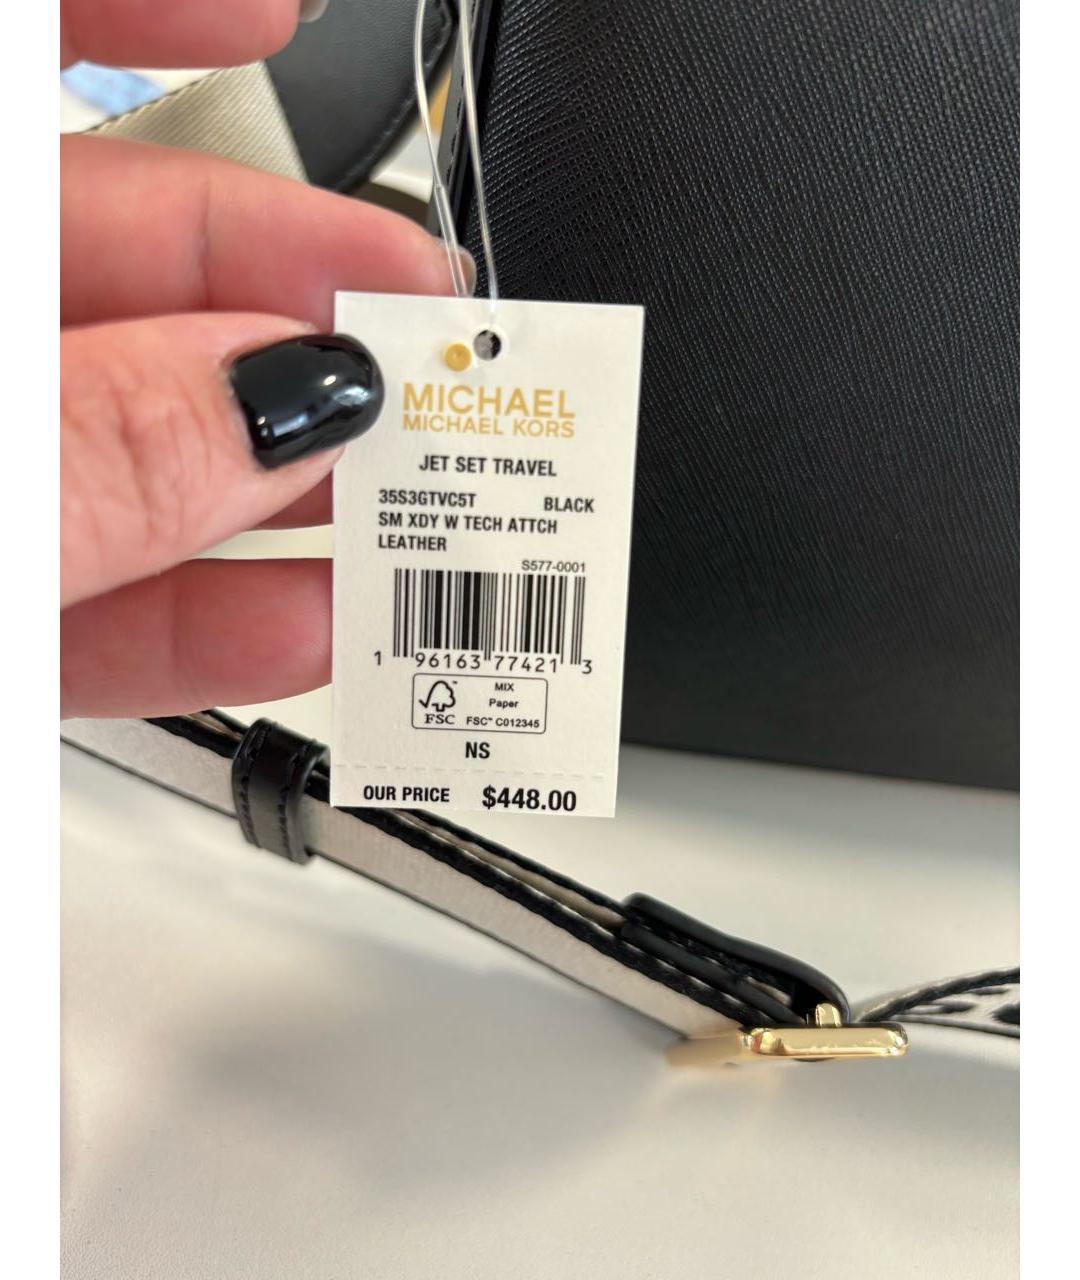 MICHAEL
MICHAEL KORS
JET SET TRAVEL
35S3GTVC5T BLACK
SM XDY W TECH ATTCH
LEATHER
S577-0001
1 96163 77421 3
MIX
Paper
FSC™ C012345
FSC
NS
OUR PRICE $448.00